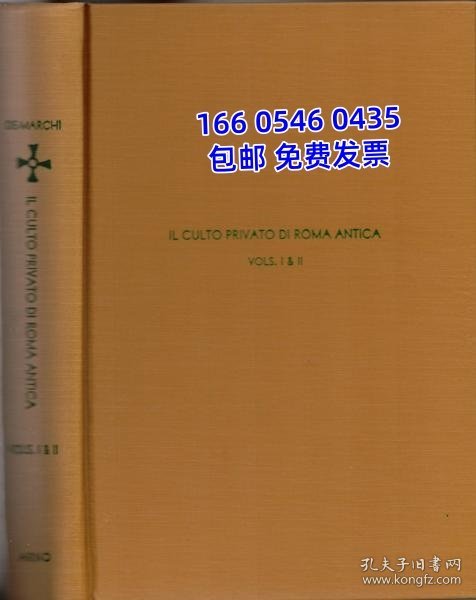 DE-MARCHI
IL CULTO PRIVATO DI ROMA ANTICA
VOLS. I & II
ARNO
166 0546 0435
包邮 免费发票
IL CULTO PRIVATO DI ROMA ANTICA
VOLS. I & II
孔夫子旧书网
www.kongfz.com